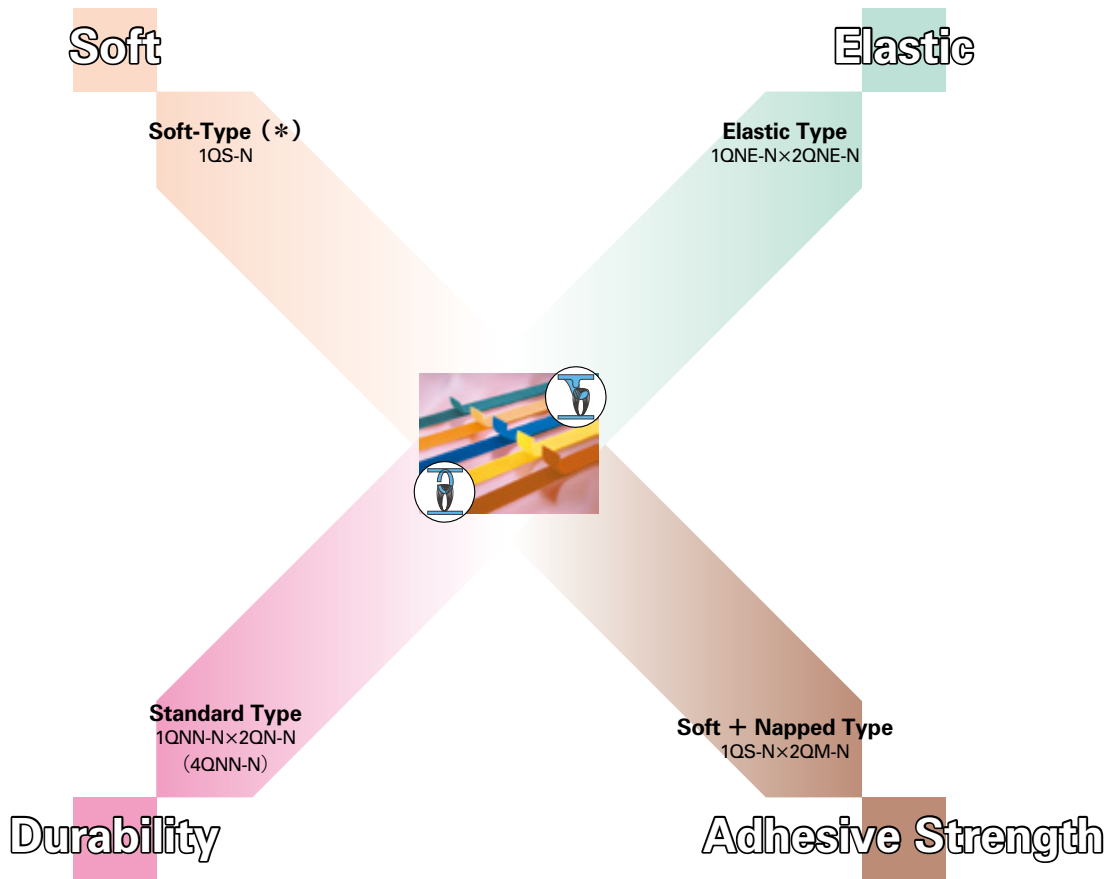 Soft
Elastic
Soft-Type (＊)
1QS-N
Elastic Type
1QNE-N×2QNE-N
Standard Type
1QNN-N×2QN-N
(4QNN-N)
Soft + Napped Type
1QS-N×2QM-N
Durability
Adhesive Strength